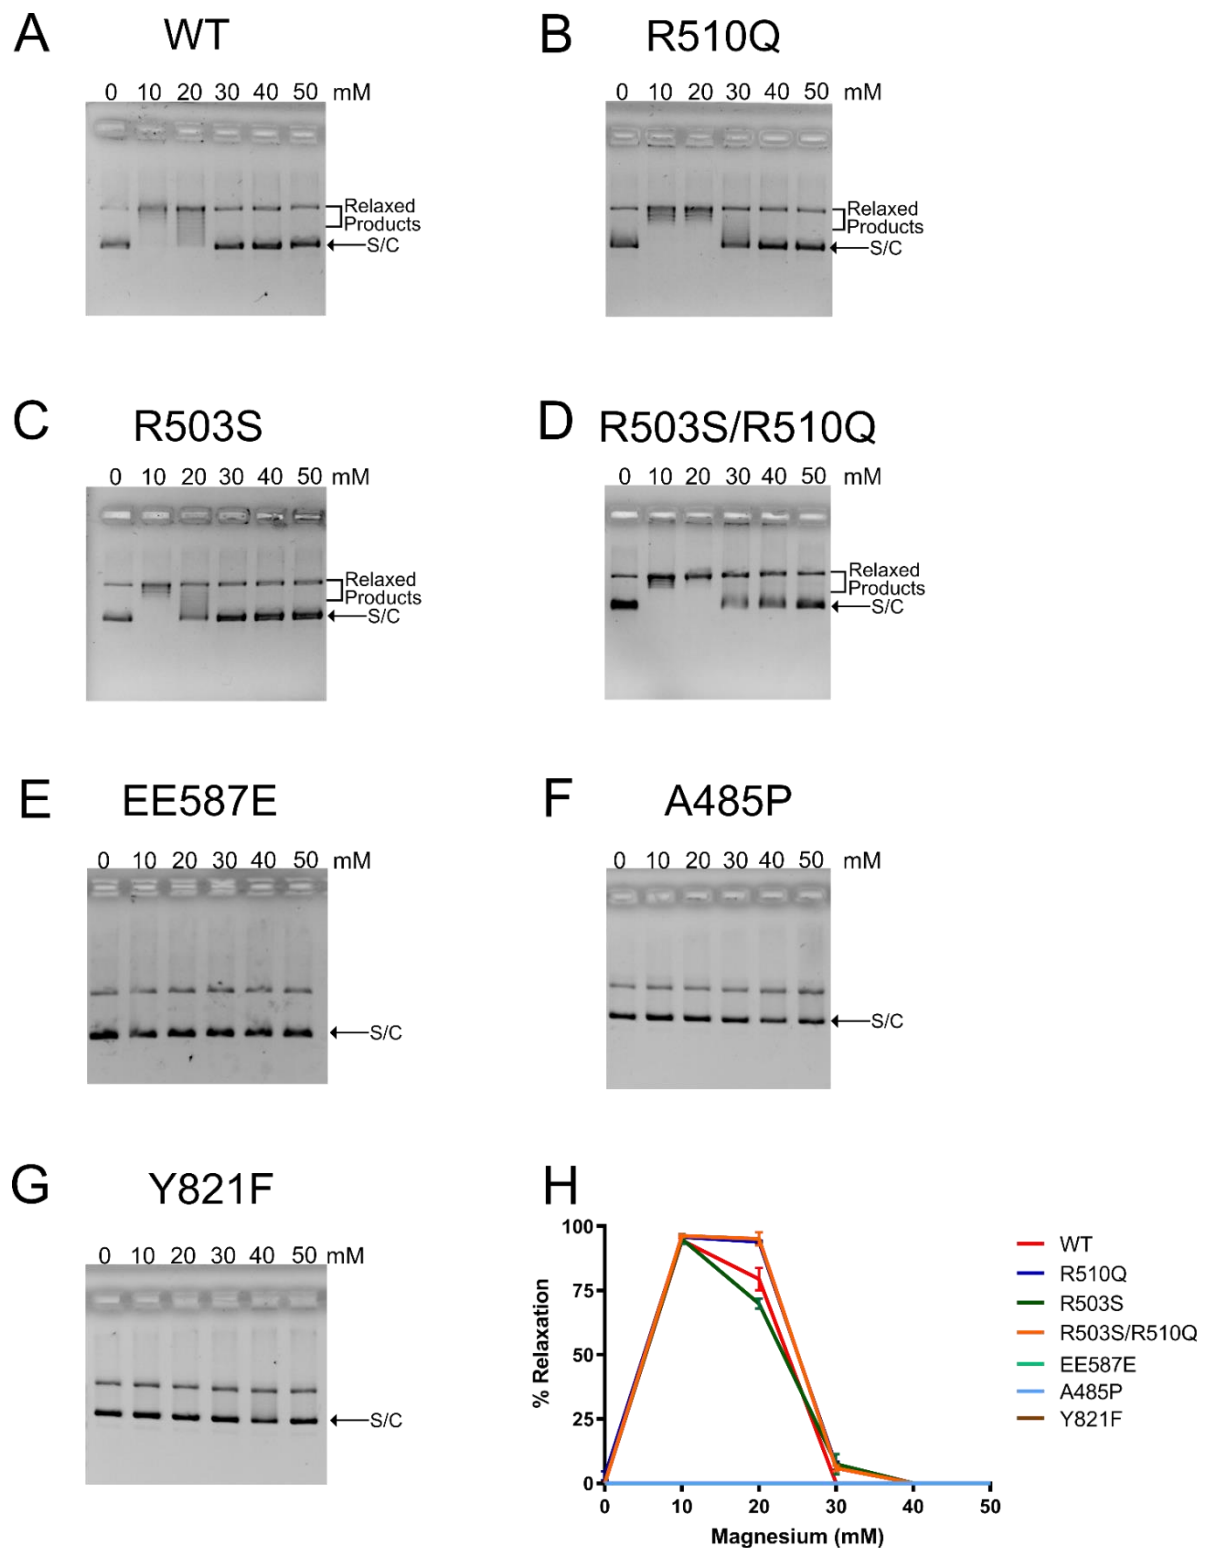 A WT
0 10 20 30 40 50 mM
Relaxed
Products
S/C
B R510Q
0 10 20 30 40 50 mM
Relaxed
Products
S/C
C R503S
0 10 20 30 40 50 mM
Relaxed
Products
S/C
D R503S/R510Q
0 10 20 30 40 50 mM
Relaxed
Products
S/C
E EE587E
0 10 20 30 40 50 mM
S/C
F A485P
0 10 20 30 40 50 mM
S/C
G Y821F
0 10 20 30 40 50 mM
S/C
H
% Relaxation
100
75
50
25
0
0 10 20 30 40 50
Magnesium (mM)
WT
R510Q
R503S
R503S/R510Q
EE587E
A485P
Y821F